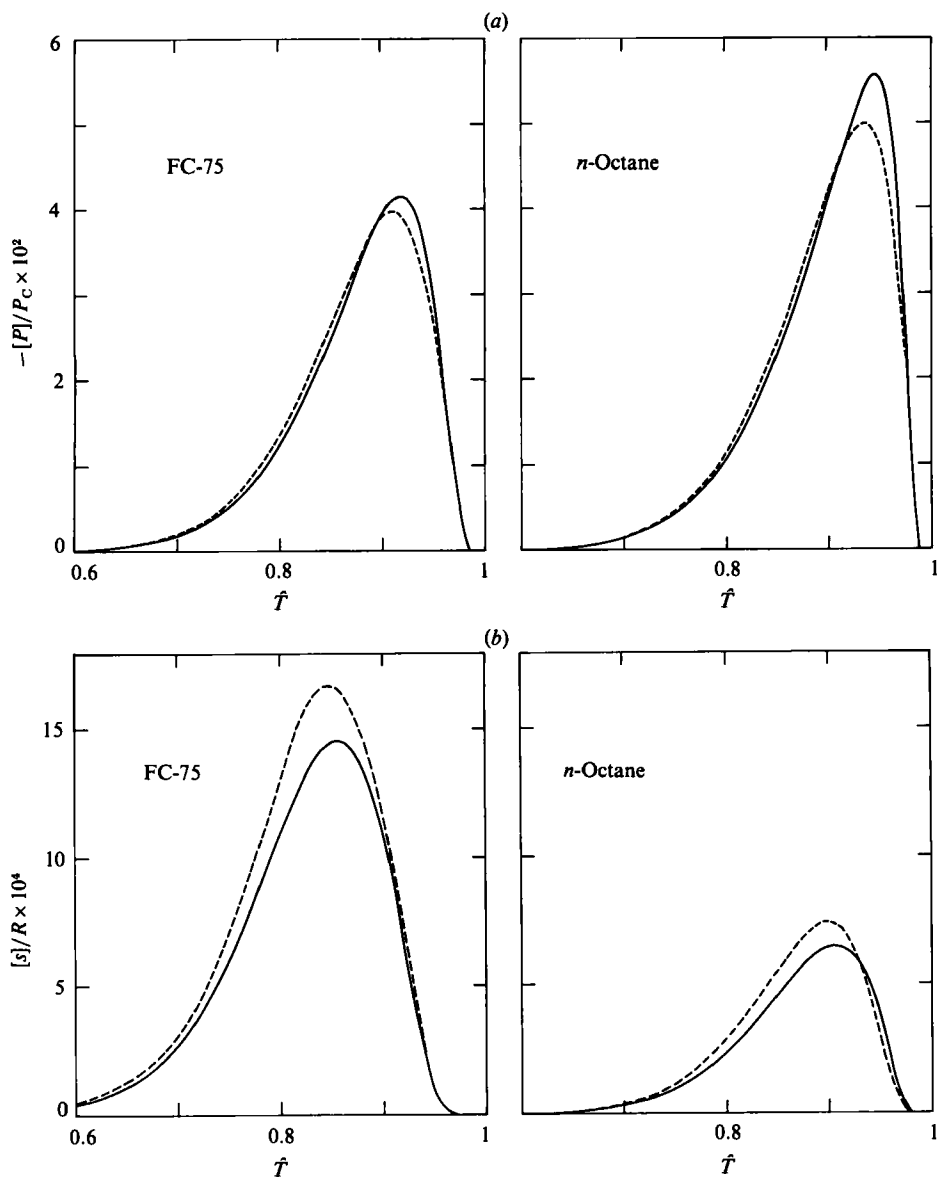 (a)
6
4
2
0
−[P]/P_C × 10²
FC-75
n-Octane
0.6 0.8 1
0.8 1
T̂ T̂
(b)
15
10
5
0
[s]/R × 10⁴
FC-75
n-Octane
0.6 0.8 1
0.8 1
T̂ T̂